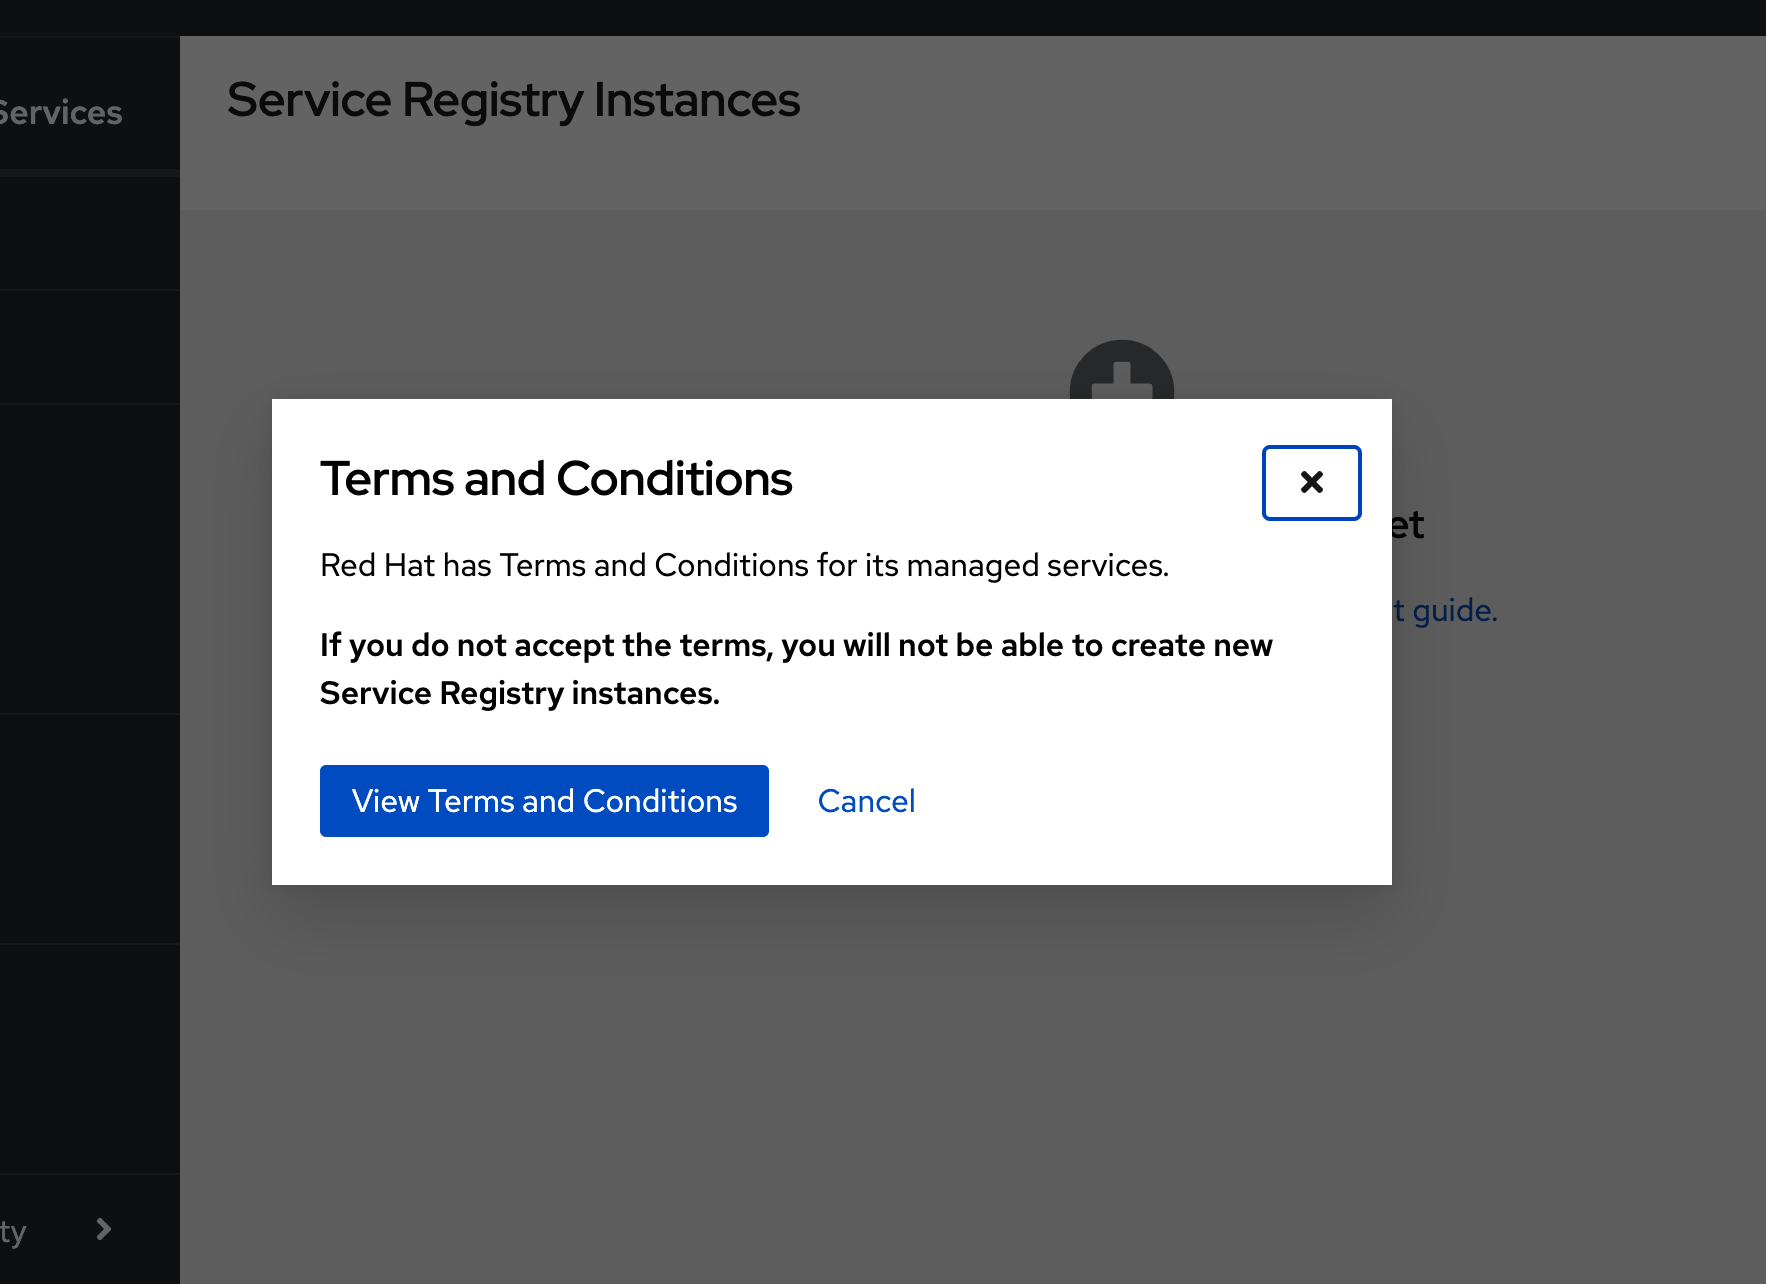 Services
Service Registry Instances
Terms and Conditions
Red Hat has Terms and Conditions for its managed services.
If you do not accept the terms, you will not be able to create new
Service Registry instances.
View Terms and Conditions
Cancel
et
t guide.
ty